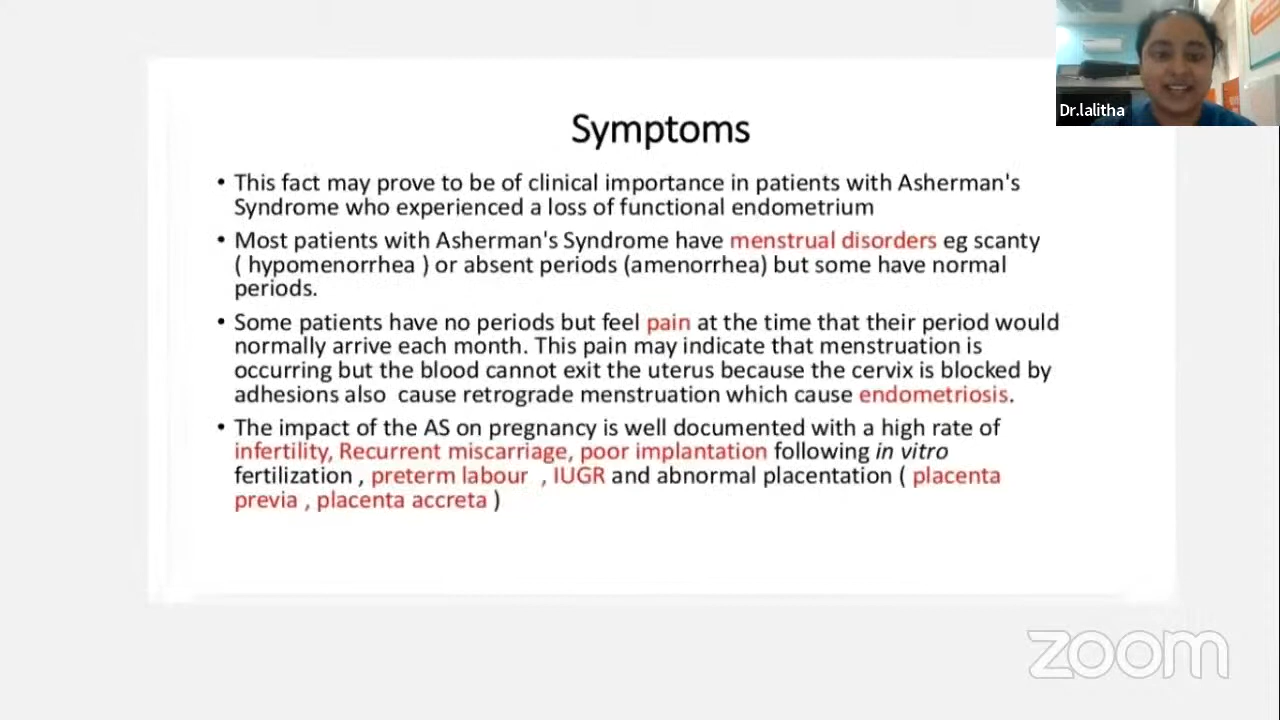 Dr.lalitha
Symptoms
• This fact may prove to be of clinical importance in patients with Asherman's
Syndrome who experienced a loss of functional endometrium
• Most patients with Asherman's Syndrome have menstrual disorders eg scanty
( hypomenorrhea ) or absent periods (amenorrhea) but some have normal
periods.
• Some patients have no periods but feel pain at the time that their period would
normally arrive each month. This pain may indicate that menstruation is
occurring but the blood cannot exit the uterus because the cervix is blocked by
adhesions also cause retrograde menstruation which cause endometriosis.
• The impact of the AS on pregnancy is well documented with a high rate of
infertility, Recurrent miscarriage, poor implantation following in vitro
fertilization , preterm labour , IUGR and abnormal placentation ( placenta
previa , placenta accreta )
zoom